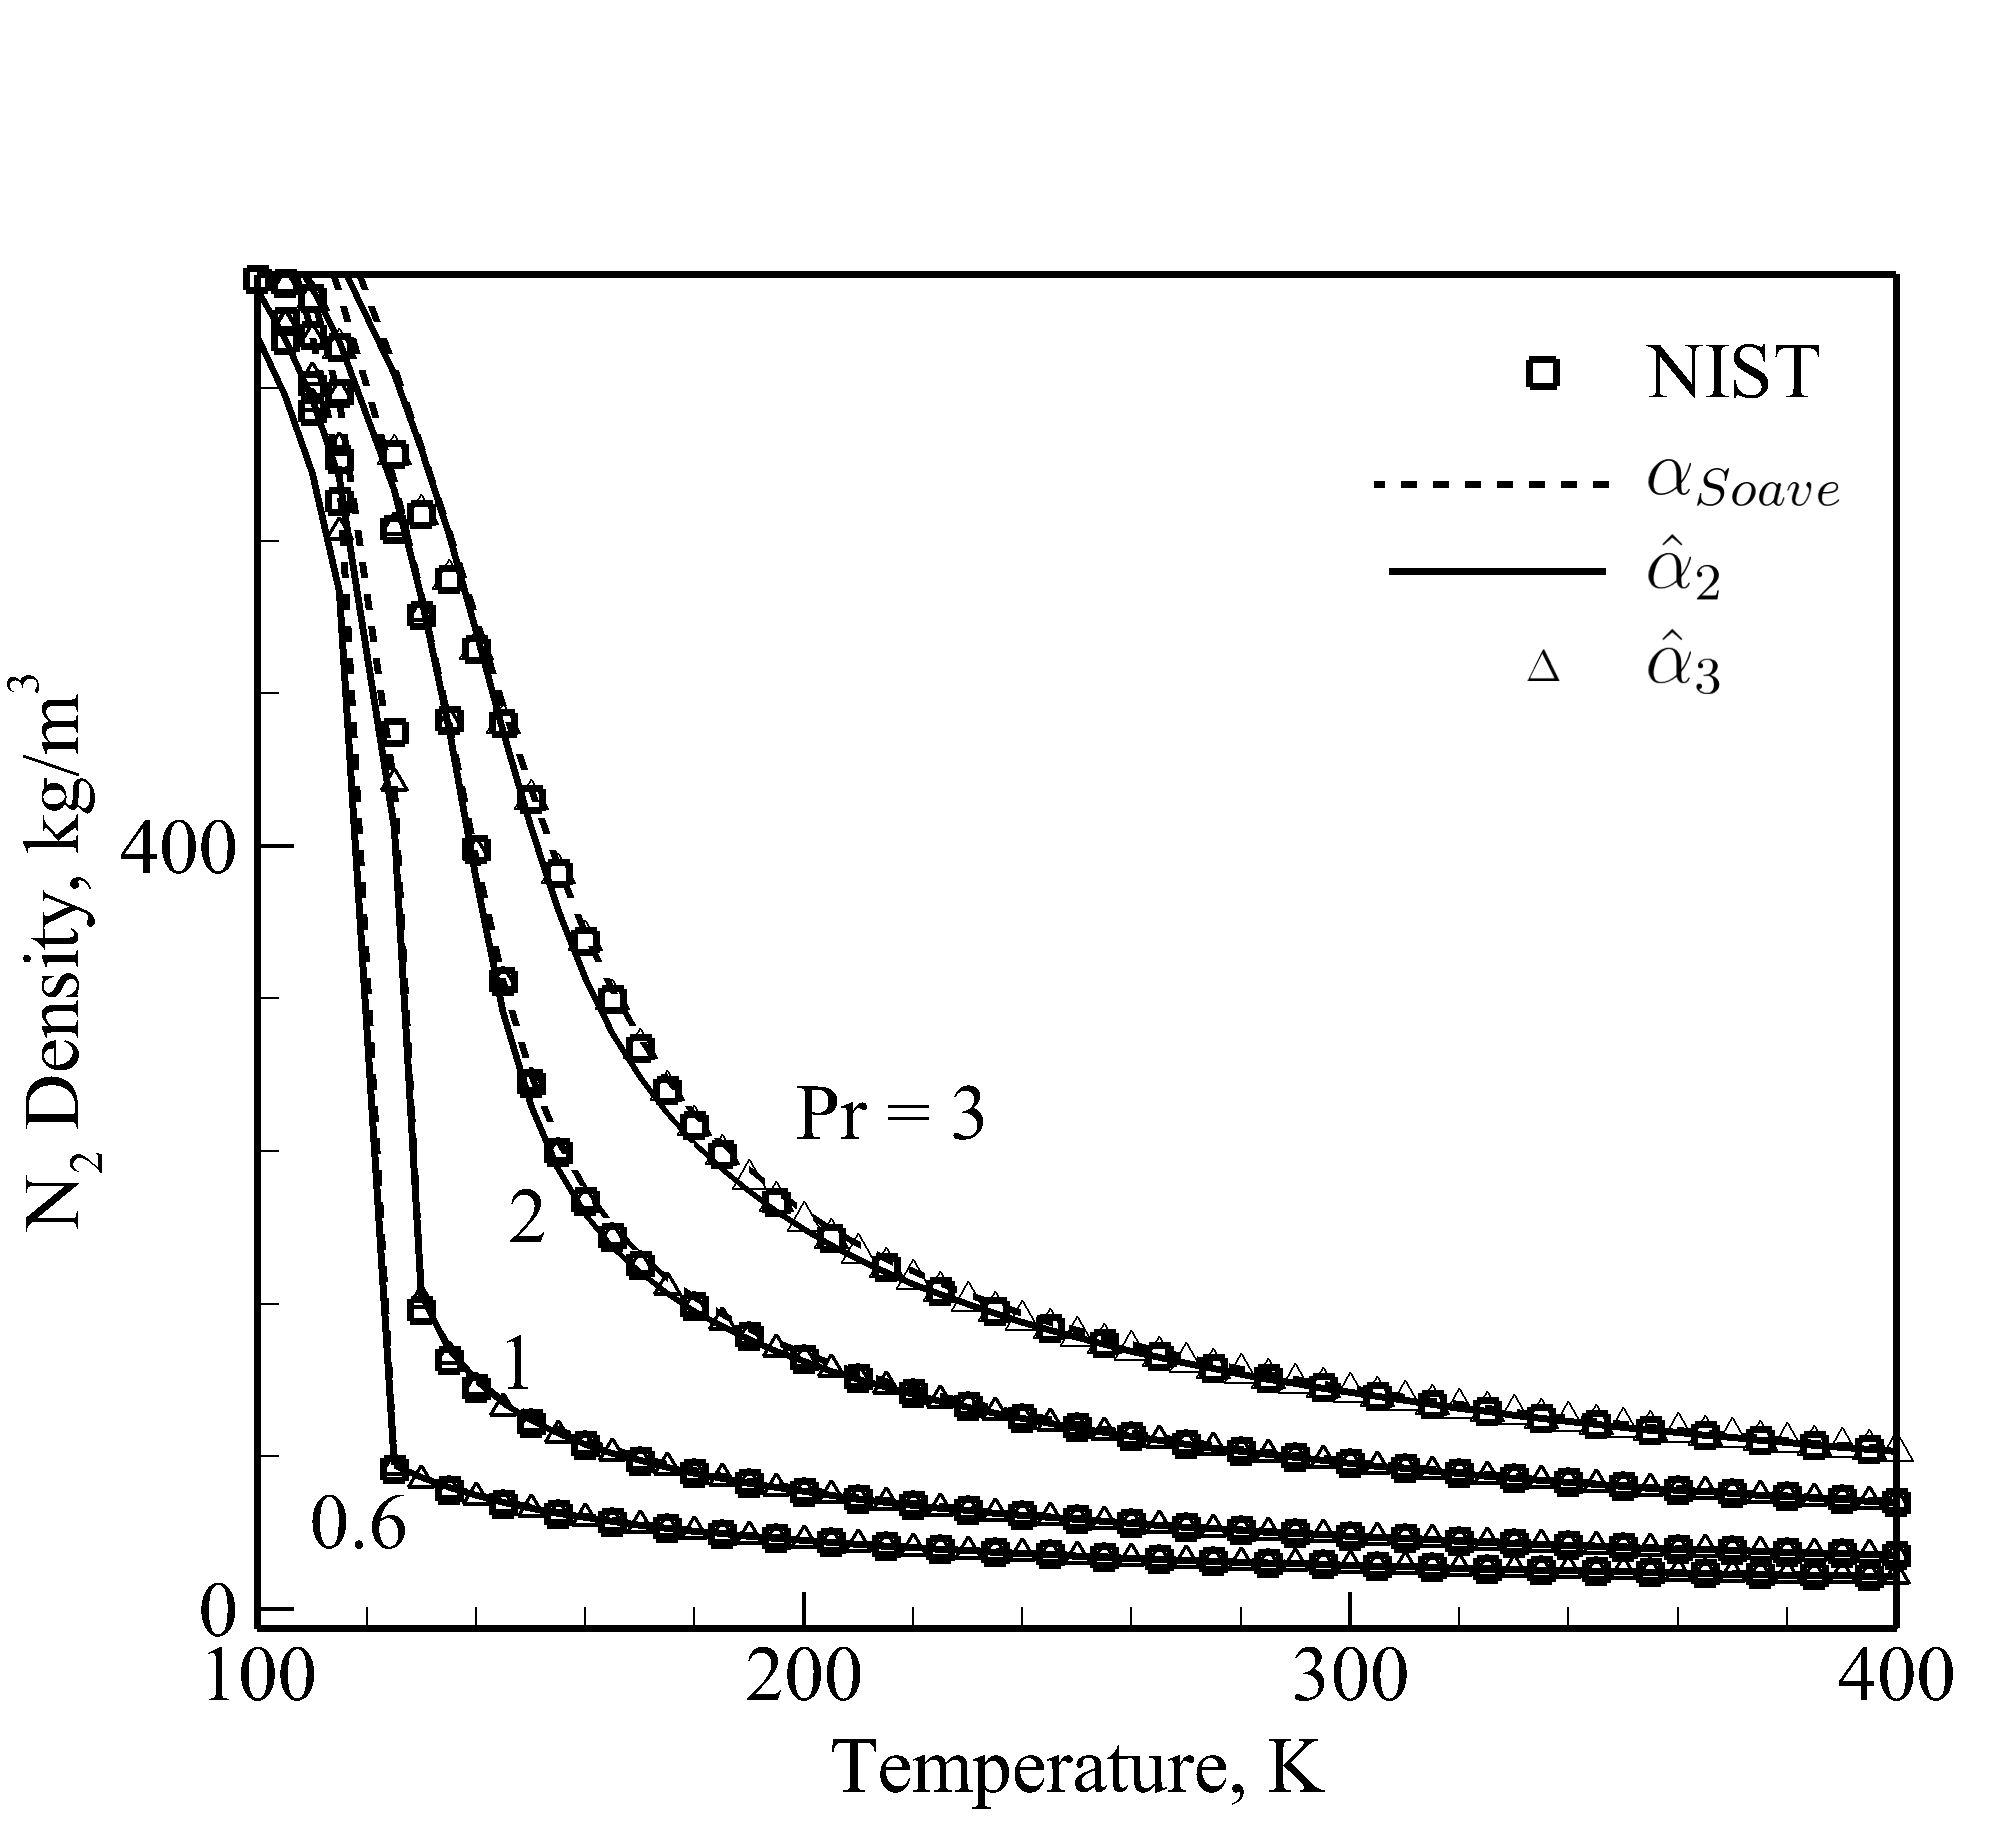 NIST
α_Soave
α̂₂
α̂₃
N₂ Density, kg/m³
400
0
Pr = 3
2
1
0.6
100 200 300 400
Temperature, K